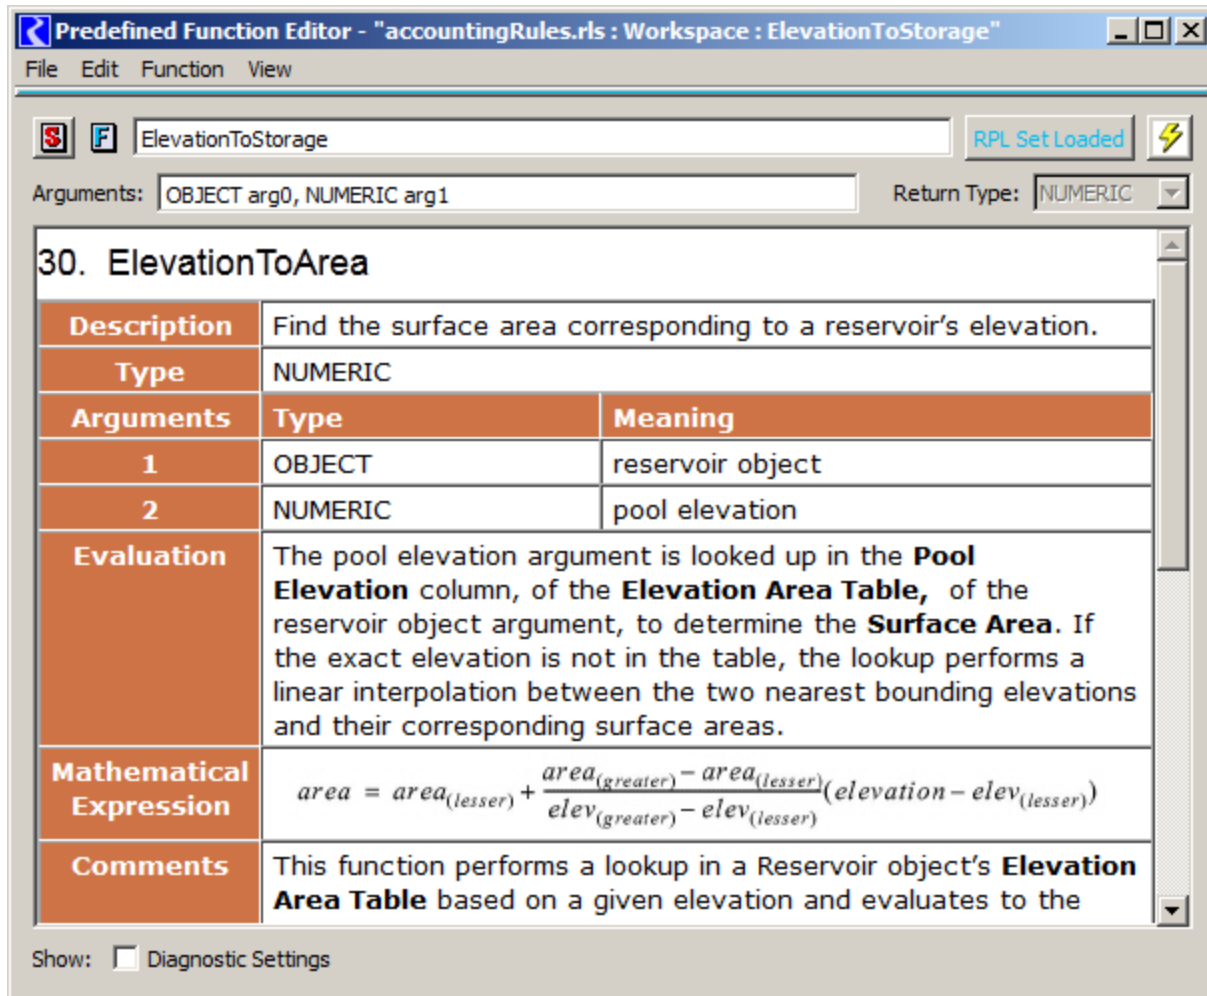 Predefined Function Editor - "accountingRules.rls : Workspace : ElevationToStorage"
File Edit Function View
S F ElevationToStorage RPL Set Loaded
Arguments: OBJECT arg0, NUMERIC arg1 Return Type: NUMERIC
30. ElevationToArea
Description Find the surface area corresponding to a reservoir’s elevation.
Type NUMERIC
Arguments Type Meaning
1 OBJECT reservoir object
2 NUMERIC pool elevation
Evaluation The pool elevation argument is looked up in the Pool
Elevation column, of the Elevation Area Table, of the
reservoir object argument, to determine the Surface Area. If
the exact elevation is not in the table, the lookup performs a
linear interpolation between the two nearest bounding elevations
and their corresponding surface areas.
Mathematical Expression area = area(lesser) + (area(greater) − area(lesser))/(elev(greater) − elev(lesser)) (elevation − elev(lesser))
Comments This function performs a lookup in a Reservoir object’s Elevation
Area Table based on a given elevation and evaluates to the
Show: Diagnostic Settings